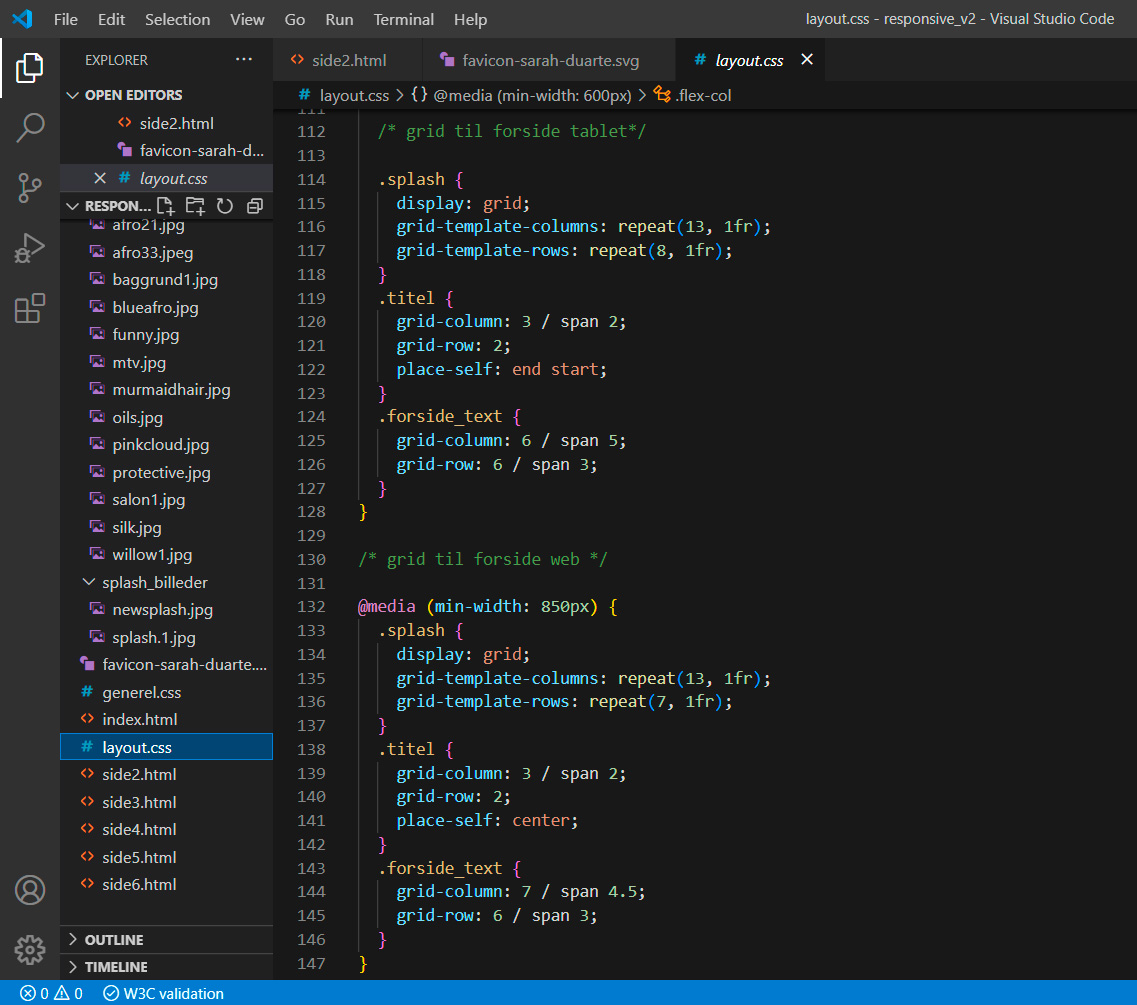 File Edit Selection View Go Run Terminal Help layout.css - responsive_v2 - Visual Studio Code
EXPLORER ...
OPEN EDITORS
side2.html
favicon-sarah-d...
layout.css
RESPON...
afro21.jpg
afro33.jpeg
baggrund1.jpg
blueafro.jpg
funny.jpg
mtv.jpg
murmaidhair.jpg
oils.jpg
pinkcloud.jpg
protective.jpg
salon1.jpg
silk.jpg
willow1.jpg
splash_billeder
newsplash.jpg
splash.1.jpg
favicon-sarah-duarte....
generel.css
index.html
layout.css
side2.html
side3.html
side4.html
side5.html
side6.html
OUTLINE
TIMELINE
side2.html favicon-sarah-duarte.svg # layout.css
# layout.css > {} @media (min-width: 600px) > .flex-col
111
112 /* grid til forside tablet*/
113
114 .splash {
115 display: grid;
116 grid-template-columns: repeat(13, 1fr);
117 grid-template-rows: repeat(8, 1fr);
118 }
119 .titel {
120 grid-column: 3 / span 2;
121 grid-row: 2;
122 place-self: end start;
123 }
124 .forside_text {
125 grid-column: 6 / span 5;
126 grid-row: 6 / span 3;
127 }
128 }
129
130 /* grid til forside web */
131
132 @media (min-width: 850px) {
133 .splash {
134 display: grid;
135 grid-template-columns: repeat(13, 1fr);
136 grid-template-rows: repeat(7, 1fr);
137 }
138 .titel {
139 grid-column: 3 / span 2;
140 grid-row: 2;
141 place-self: center;
142 }
143 .forside_text {
144 grid-column: 7 / span 4.5;
145 grid-row: 6 / span 3;
146 }
147 }
0 0 W3C validation